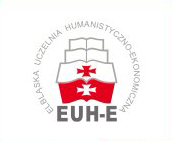 ELBLĄSKA UCZELNIA HUMANISTYCZNO-EKONOMICZNA
EUH-E